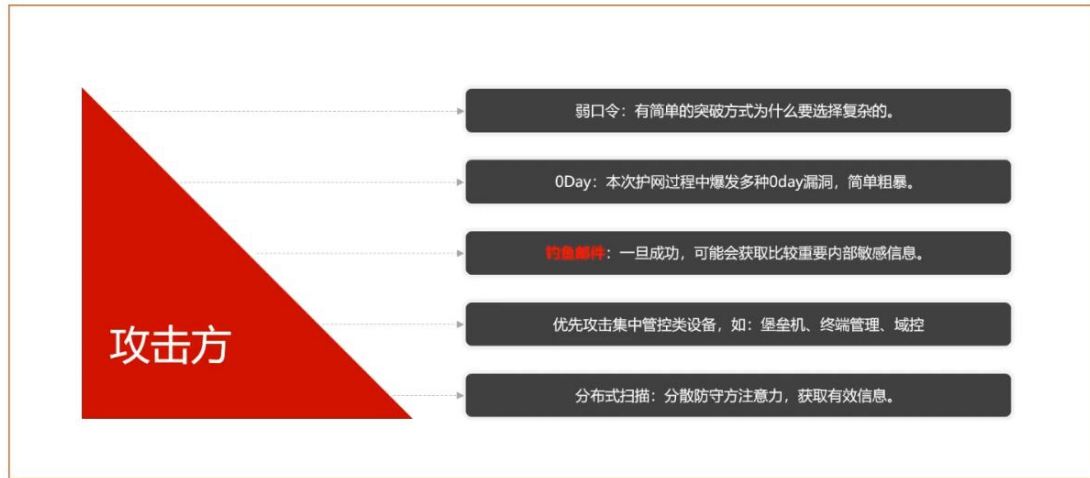 弱口令：有简单的突破方式为什么要选择复杂的。
0Day：本次护网过程中爆发多种0day漏洞，简单粗暴。
钓鱼邮件：一旦成功，可能会获取比较重要内部敏感信息。
攻击方
优先攻击集中管控类设备，如：堡垒机、终端管理、域控
分布式扫描：分散防守方注意力，获取有效信息。